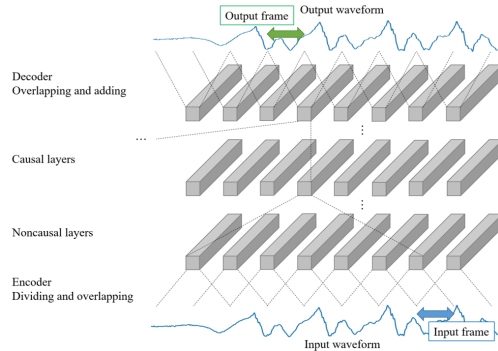 Output frame
Output waveform
Decoder
Overlapping and adding
...
Causal layers
Noncausal layers
Encoder
Dividing and overlapping
Input frame
Input waveform